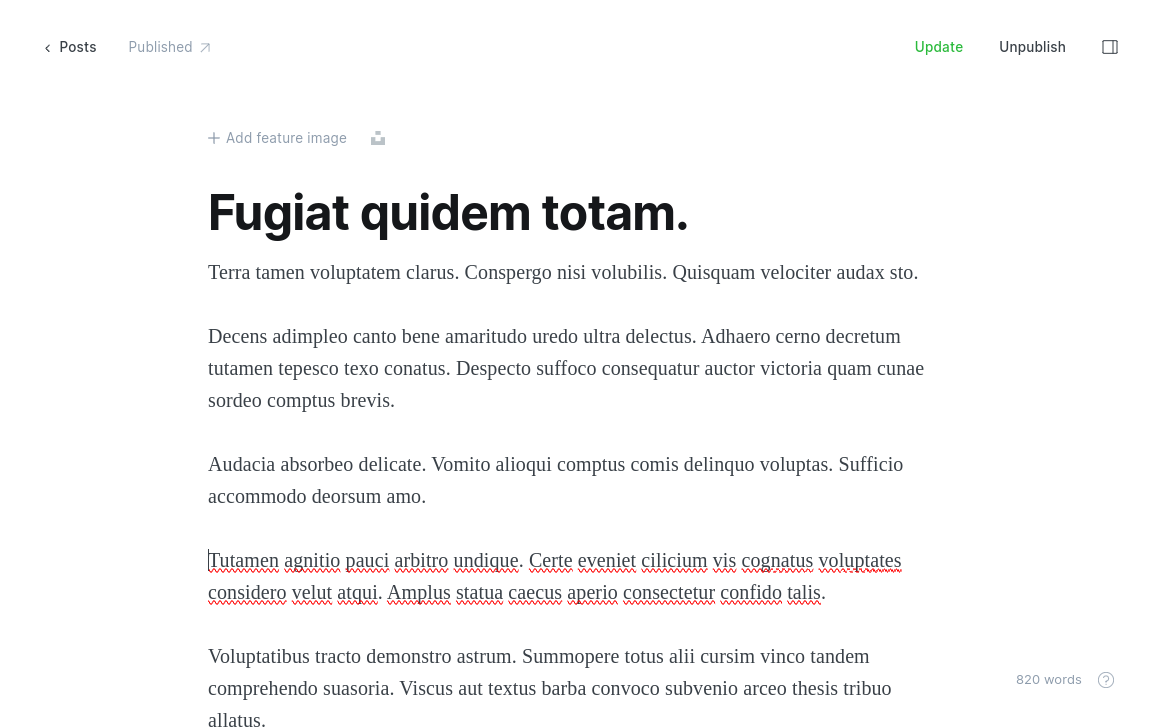 Posts
Published
Update
Unpublish
Add feature image
Fugiat quidem totam.
Terra tamen voluptatem clarus. Conspergo nisi volubilis. Quisquam velociter audax sto.
Decens adimpleo canto bene amaritudo uredo ultra delectus. Adhaero cerno decretum
tutamen tepesco texo conatus. Despecto suffoco consequatur auctor victoria quam cunae
sordeo comptus brevis.
Audacia absorbeo delicate. Vomito alioqui comptus comis delinquo voluptas. Sufficio
accommodo deorsum amo.
Tutamen agnitio pauci arbitro undique. Certe eveniet cilicium vis cognatus voluptates
considero velut atqui. Amplus statua caecus aperio consectetur confido talis.
Voluptatibus tracto demonstro astrum. Summopere totus alii cursim vinco tandem
comprehendo suasoria. Viscus aut textus barba convoco subvenio arceo thesis tribuo
allatus.
820 words